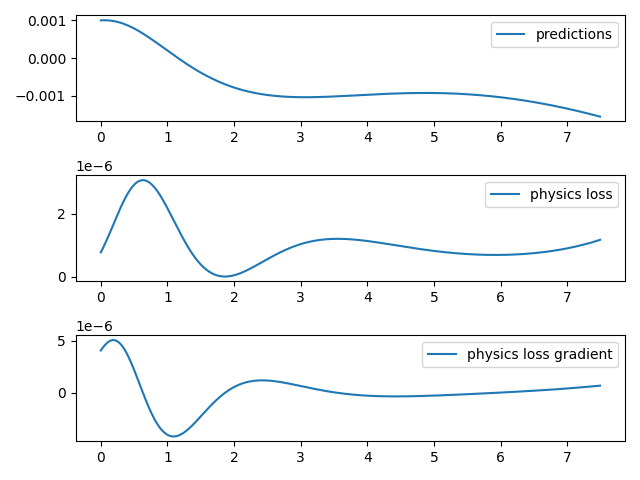 0.001
predictions
0.000
−0.001
0 1 2 3 4 5 6 7
1e−6
physics loss
2
0
0 1 2 3 4 5 6 7
1e−6
5
physics loss gradient
0
0 1 2 3 4 5 6 7